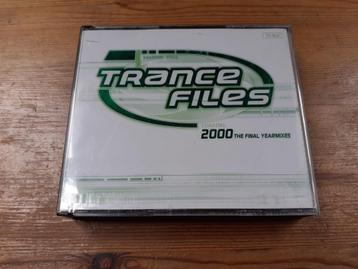 TRANCE
FILES
2000 THE FINAL YEARMIXES